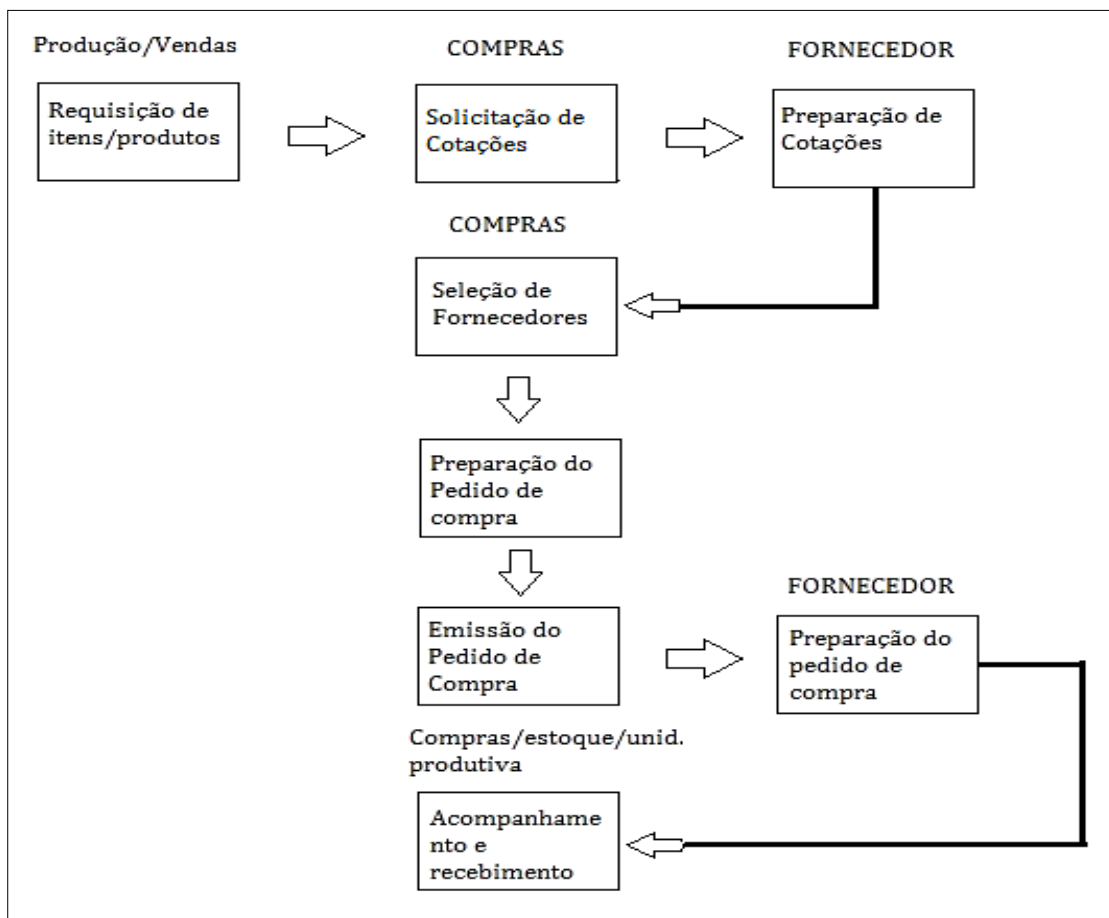 Produção/Vendas
COMPRAS
FORNECEDOR
Requisição de
itens/produtos
Solicitação de
Cotações
Preparação de
Cotações
COMPRAS
Seleção de
Fornecedores
Preparação do
Pedido de
compra
Emissão do
Pedido de
Compra
FORNECEDOR
Preparação do
pedido de
compra
Compras/estoque/unid.
produtiva
Acompanhame
nto e
recebimento